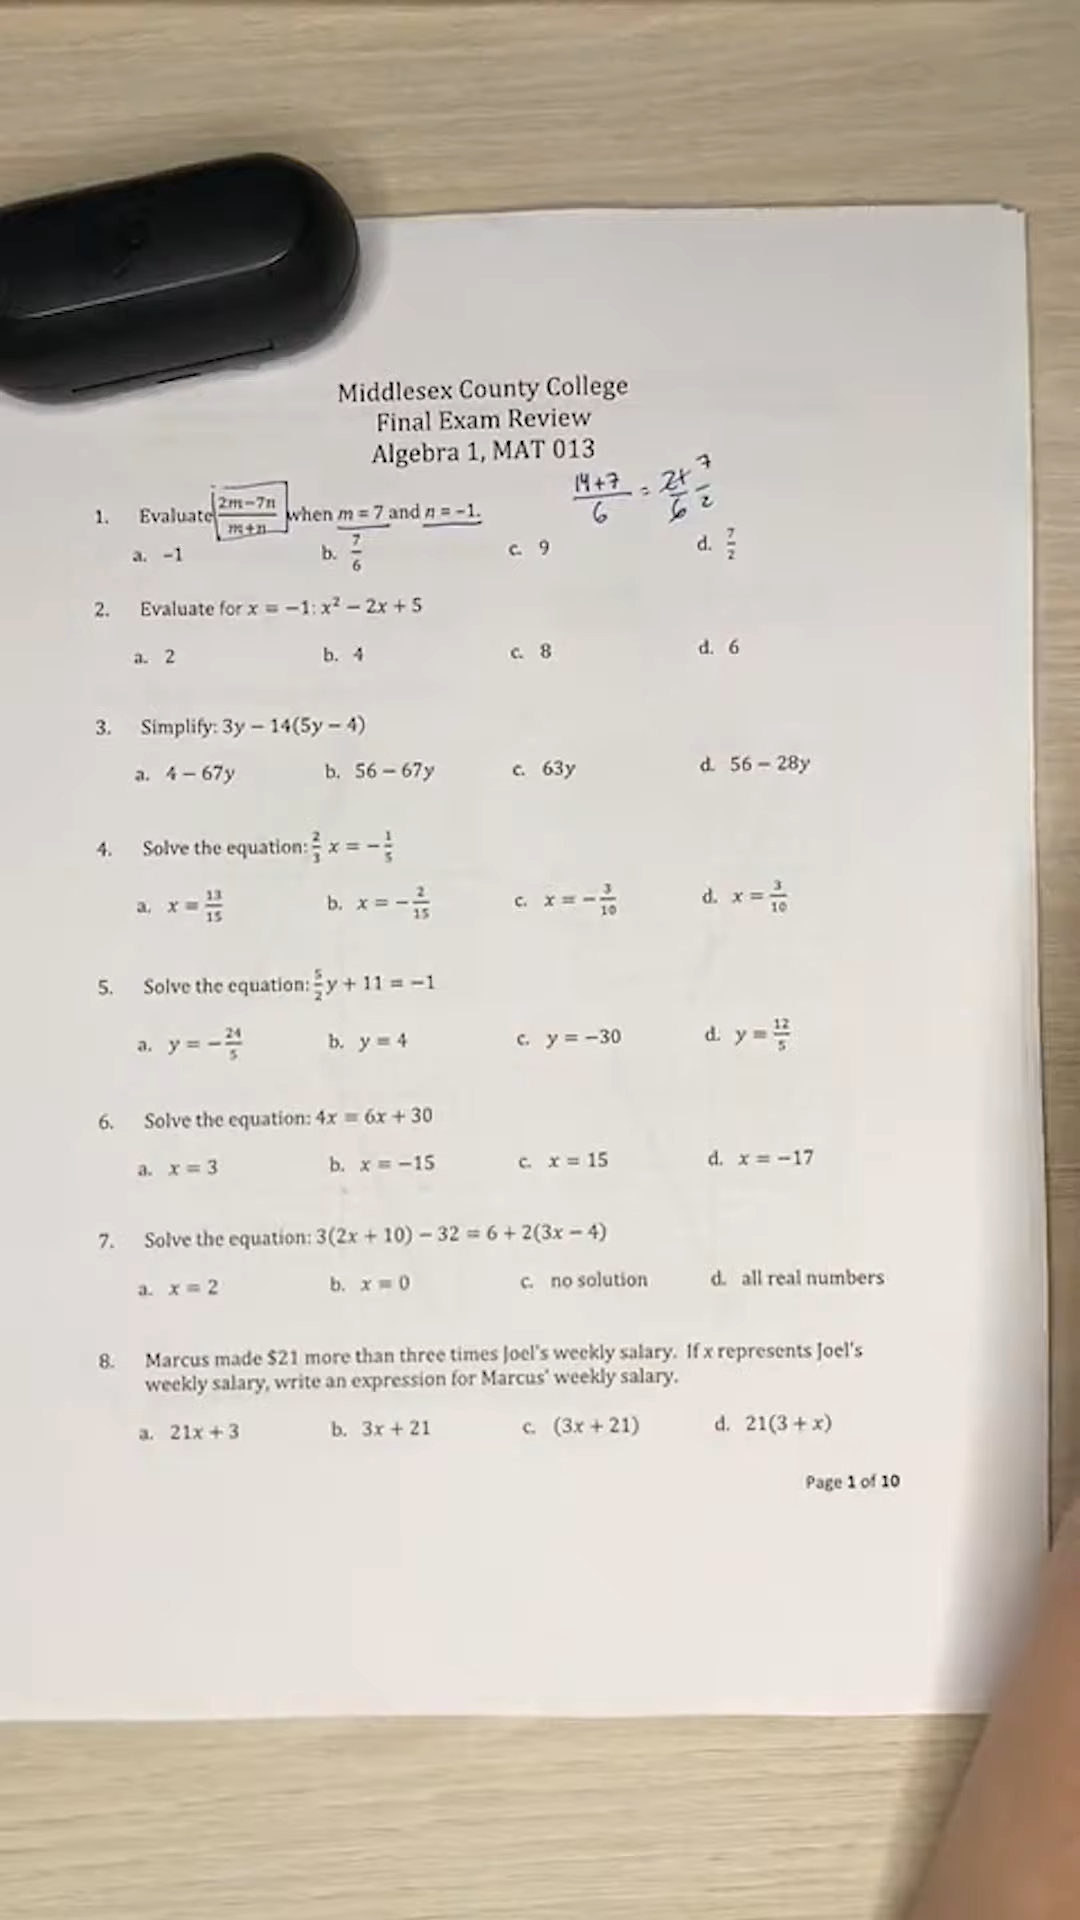 Middlesex County College
Final Exam Review
Algebra 1, MAT 013
14+7/6 = 21/6 7/2
1. Evaluate 2m−7n/m+n when m = 7 and n = −1.
a. −1 b. 7/6 c. 9 d. 7/2
2. Evaluate for x = −1: x² − 2x + 5
a. 2 b. 4 c. 8 d. 6
3. Simplify: 3y − 14(5y − 4)
a. 4 − 67y b. 56 − 67y c. 63y d. 56 − 28y
4. Solve the equation: 2/3 x = −1/5
a. x = 13/15 b. x = −2/15 c. x = −3/10 d. x = 3/10
5. Solve the equation: 5/2 y + 11 = −1
a. y = −24/5 b. y = 4 c. y = −30 d. y = 12/5
6. Solve the equation: 4x = 6x + 30
a. x = 3 b. x = −15 c. x = 15 d. x = −17
7. Solve the equation: 3(2x + 10) − 32 = 6 + 2(3x − 4)
a. x = 2 b. x = 0 c. no solution d. all real numbers
8. Marcus made $21 more than three times Joel's weekly salary. If x represents Joel's
weekly salary, write an expression for Marcus' weekly salary.
a. 21x + 3 b. 3x + 21 c. (3x + 21) d. 21(3 + x)
Page 1 of 10